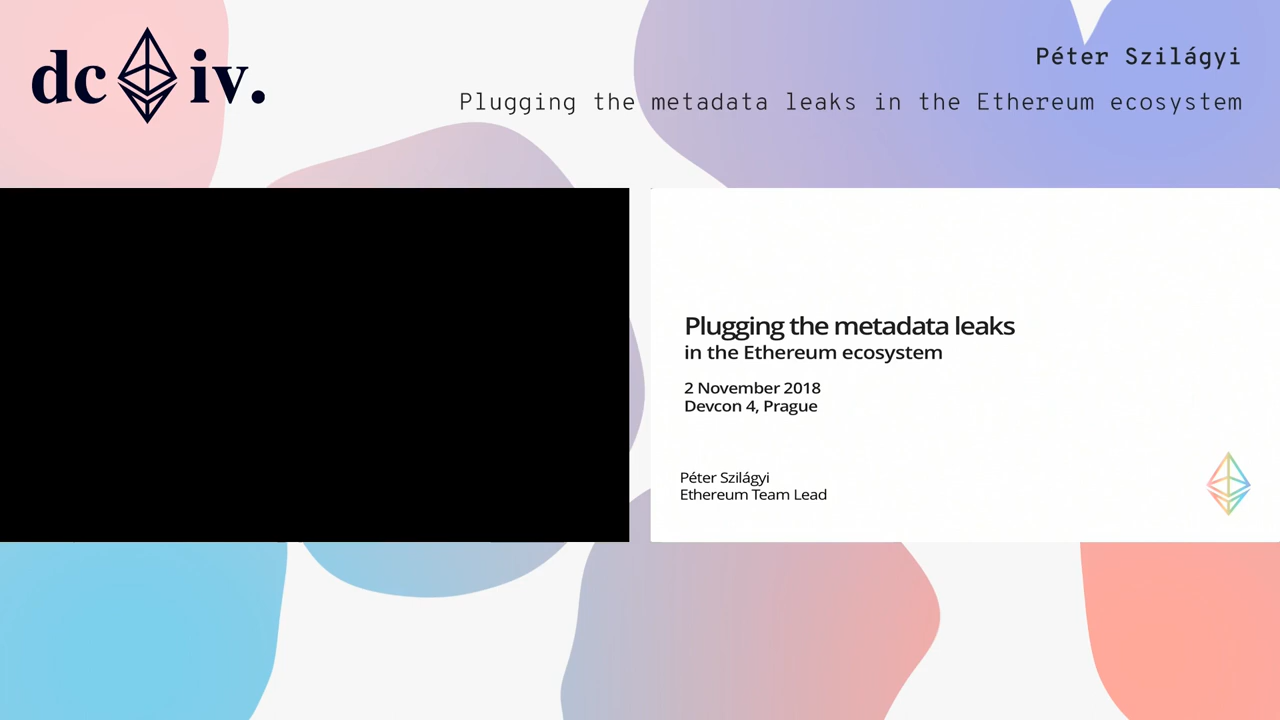 dc iv.
Péter Szilágyi
Plugging the metadata leaks in the Ethereum ecosystem
Plugging the metadata leaks
in the Ethereum ecosystem
2 November 2018
Devcon 4, Prague
Péter Szilágyi
Ethereum Team Lead